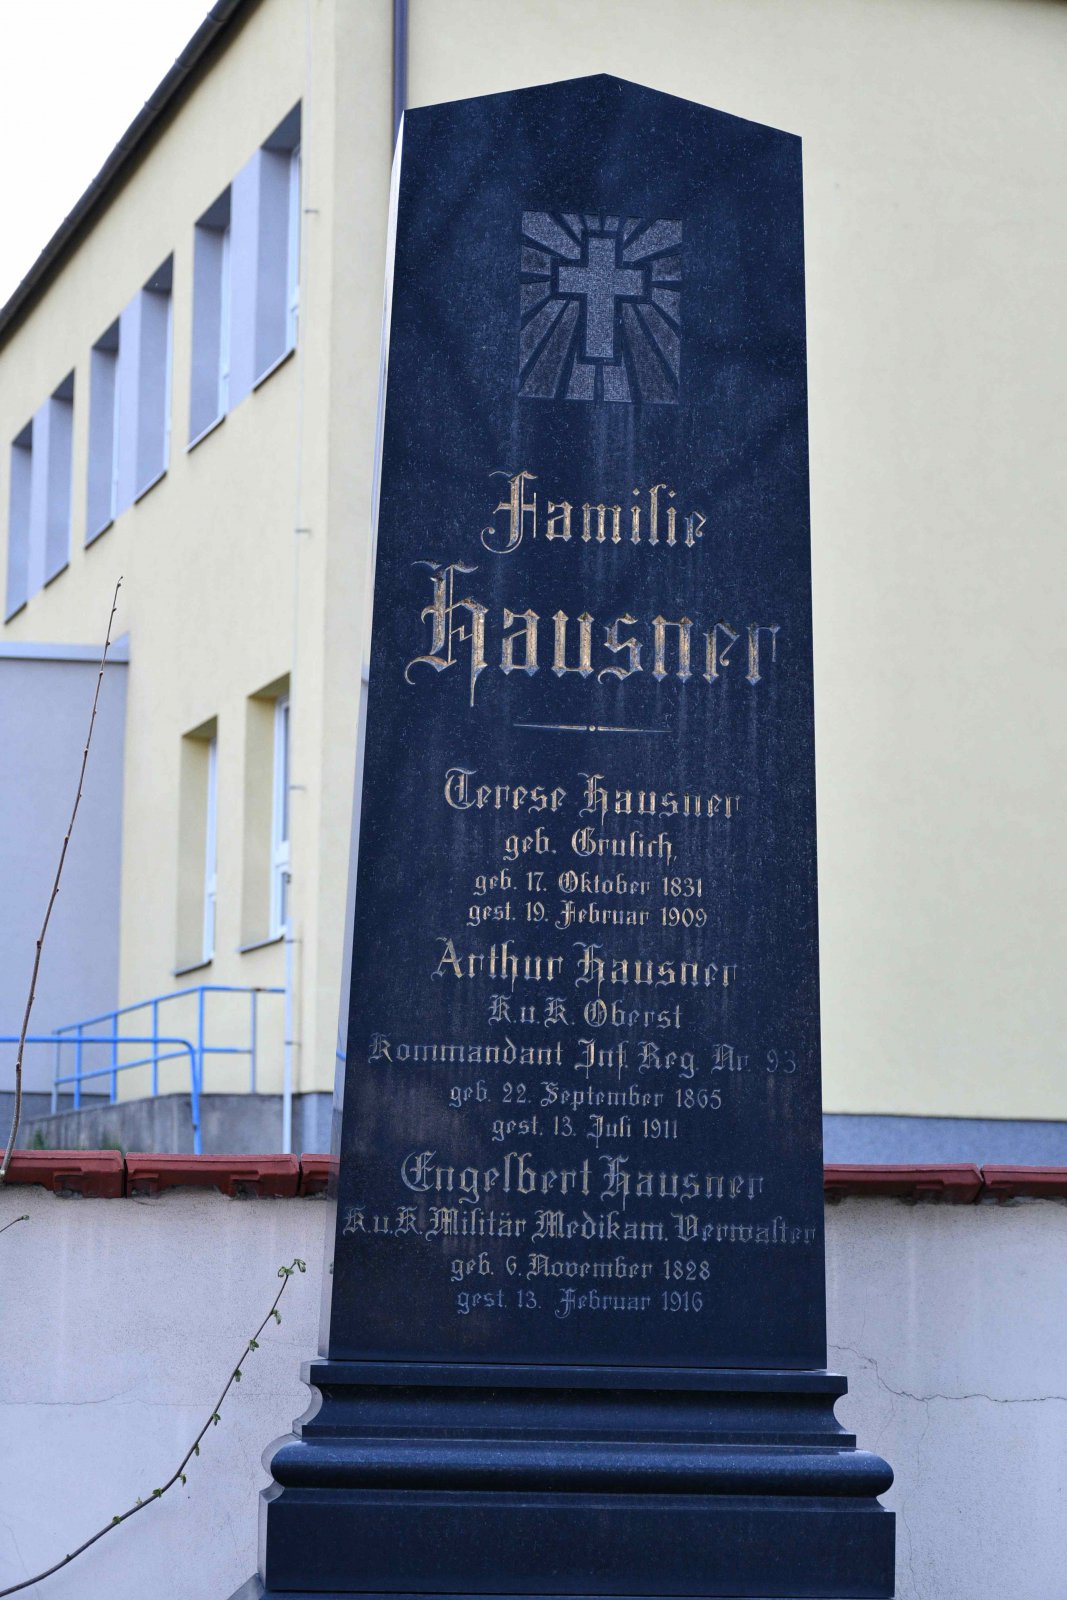 Familie
Hausner
Terese Hausner
geb. Grulich,
geb. 17. Oktober 1831
gest. 19. Februar 1909
Arthur Hausner
K.u.K. Oberst
Kommandant Inf. Reg. Nr. 93
geb. 22. September 1865
gest. 13. Juli 1911
Engelbert Hausner
K.u.K. Militär Medikam. Verwalter
geb. 6. November 1828
gest. 13. Februar 1916